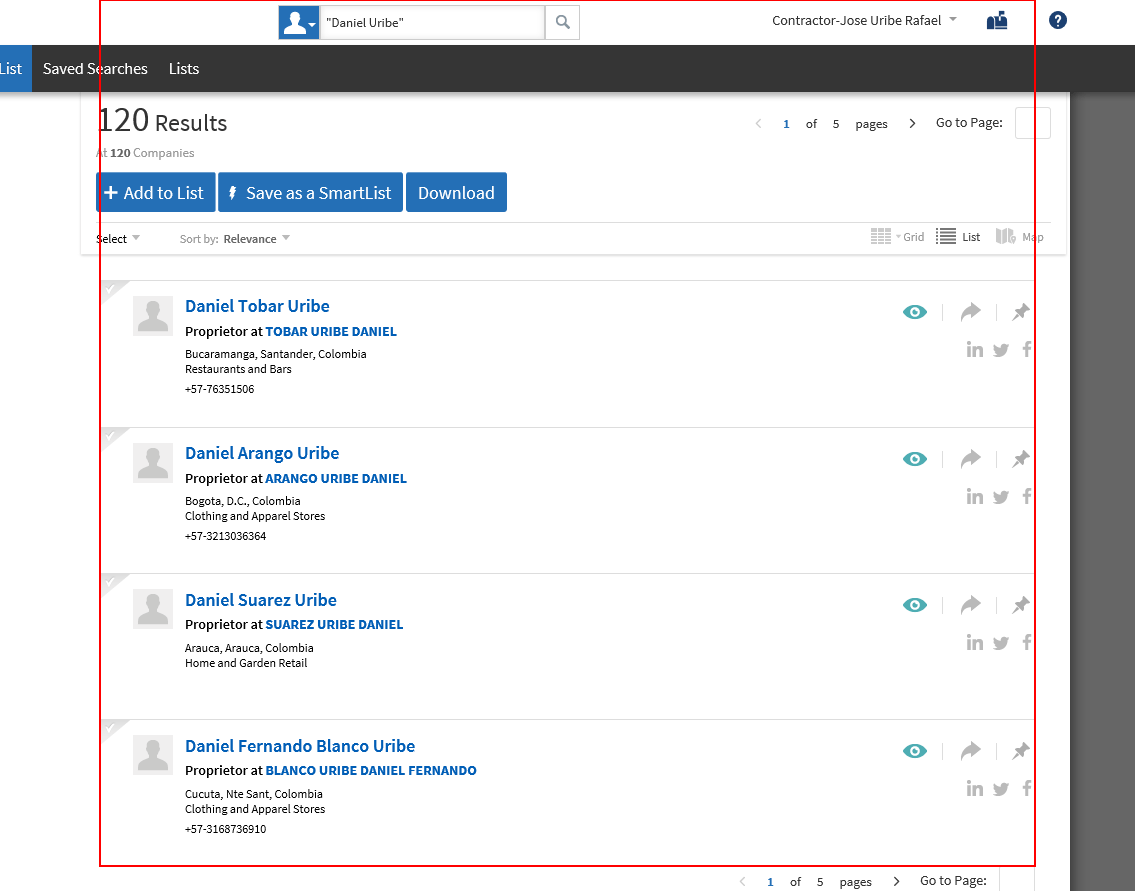 "Daniel Uribe" Contractor-Jose Uribe Rafael ?
List Saved Searches Lists
120 Results
1 of 5 pages Go to Page:
At 120 Companies
+ Add to List Save as a SmartList Download
Select Sort by: Relevance Grid List Map
Daniel Tobar Uribe
Proprietor at TOBAR URIBE DANIEL
Bucaramanga, Santander, Colombia
Restaurants and Bars
+57-76351506
in f
Daniel Arango Uribe
Proprietor at ARANGO URIBE DANIEL
Bogota, D.C., Colombia
Clothing and Apparel Stores
+57-3213036364
in f
Daniel Suarez Uribe
Proprietor at SUAREZ URIBE DANIEL
Arauca, Arauca, Colombia
Home and Garden Retail
in f
Daniel Fernando Blanco Uribe
Proprietor at BLANCO URIBE DANIEL FERNANDO
Cucuta, Nte Sant, Colombia
Clothing and Apparel Stores
+57-3168736910
in f
1 of 5 pages Go to Page: